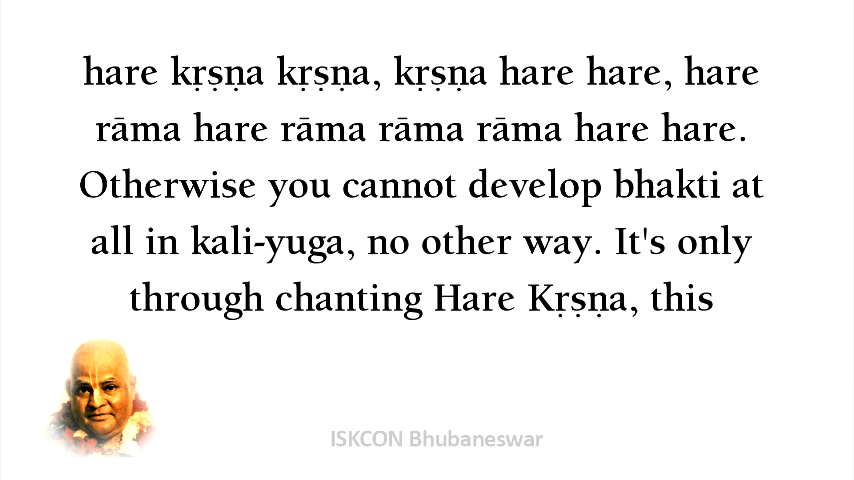 hare kṛṣṇa kṛṣṇa, kṛṣṇa hare hare, hare
rāma hare rāma rāma rāma hare hare.
Otherwise you cannot develop bhakti at
all in kali-yuga, no other way. It's only
through chanting Hare Kṛṣṇa, this
ISKCON Bhubaneswar